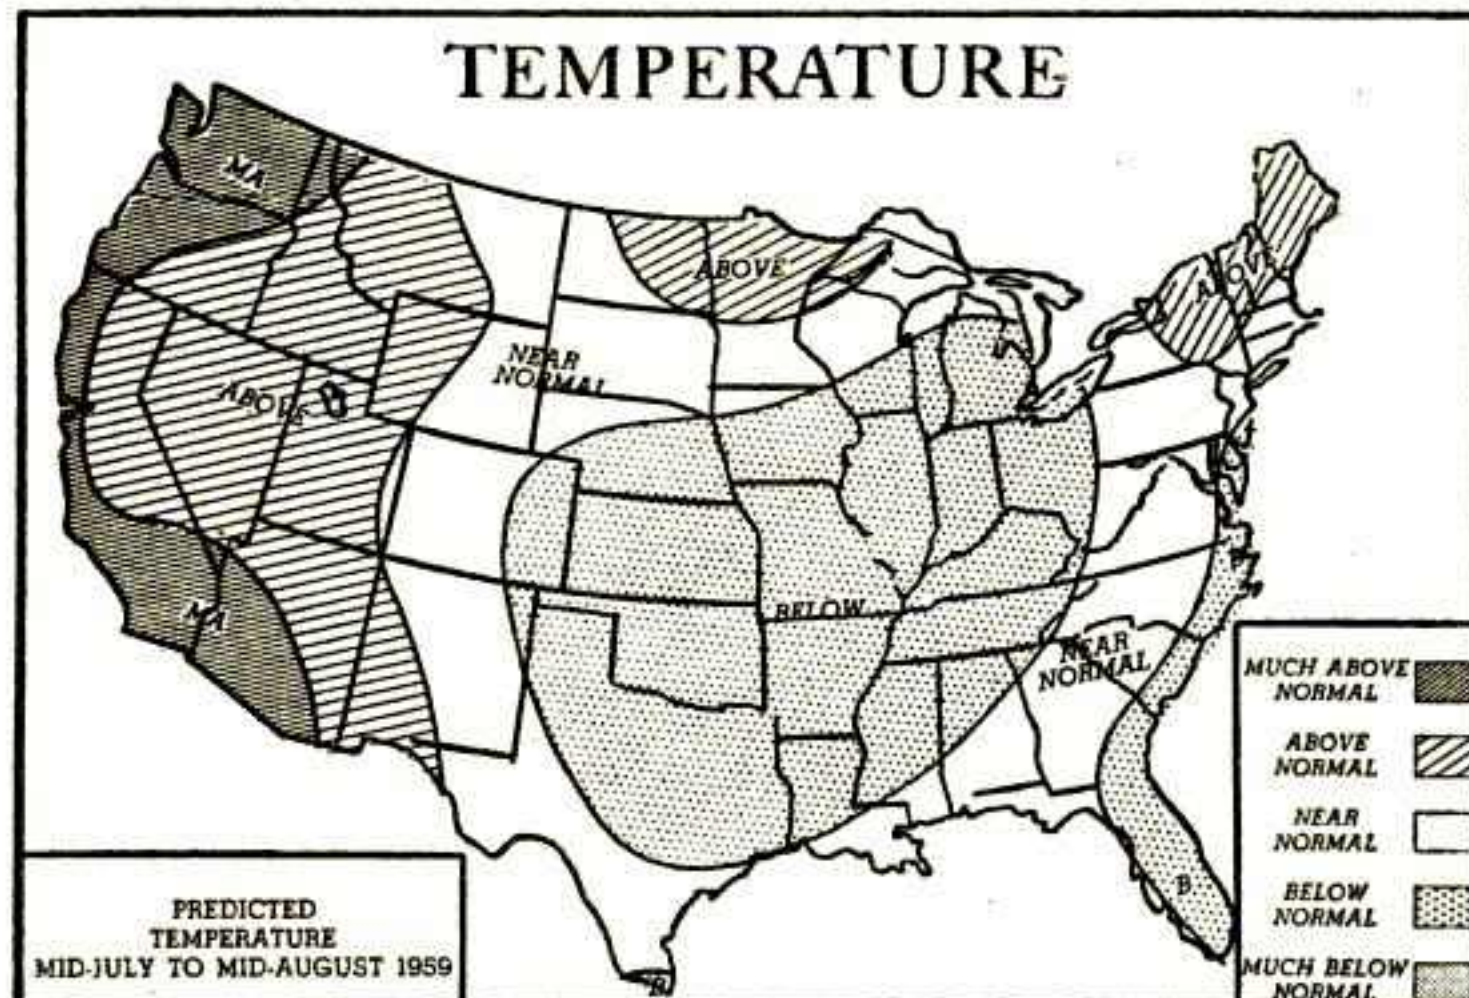 TEMPERATURE
MA
ABOVE
ABOVE
ABOVE
NEAR
NORMAL
BELOW
MA
NEAR
NORMAL
B
B
PREDICTED
TEMPERATURE
MID-JULY TO MID-AUGUST 1959
MUCH ABOVE
NORMAL
ABOVE
NORMAL
NEAR
NORMAL
BELOW
NORMAL
MUCH BELOW
NORMAL